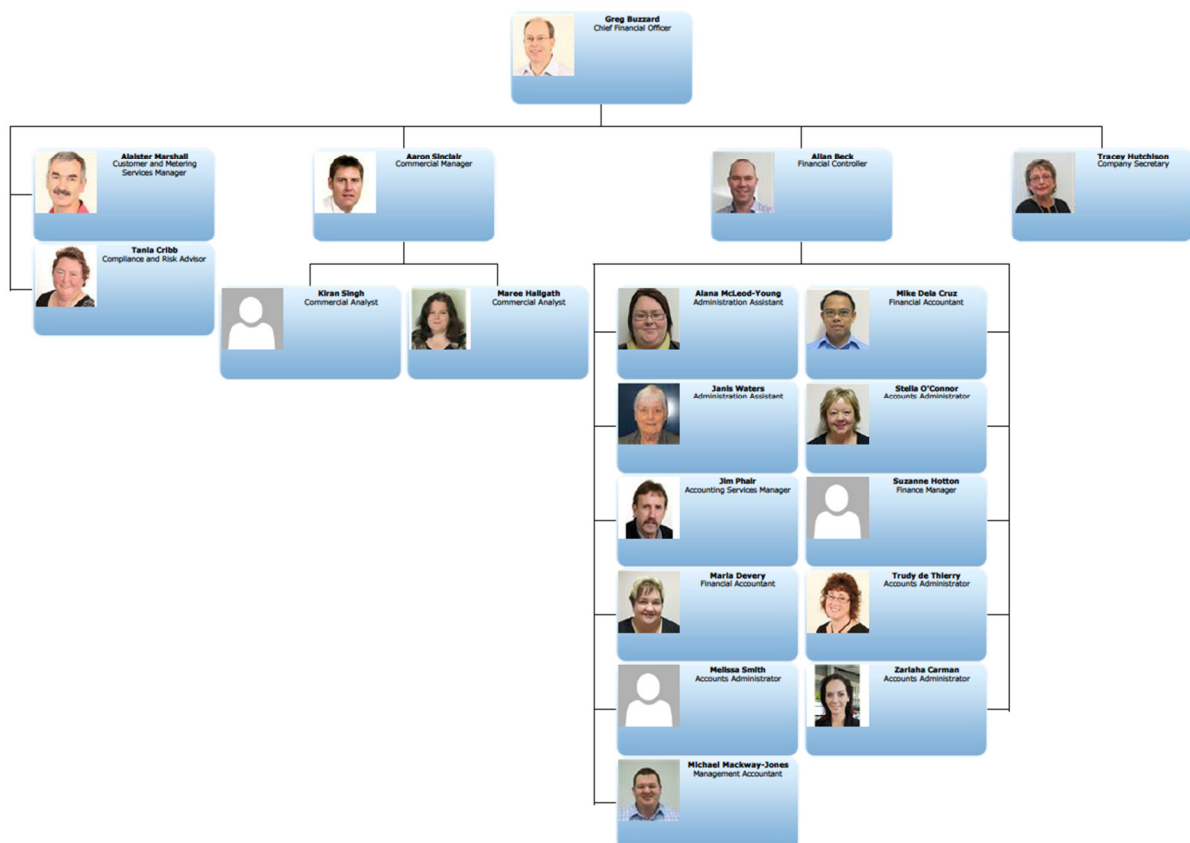 Greg Buzzard
Chief Financial Officer
Alaister Marshall
Customer and Metering
Services Manager
Aaron Sinclair
Commercial Manager
Allan Beck
Financial Controller
Tracey Hutchison
Company Secretary
Tania Cribb
Compliance and Risk Advisor
Kiran Singh
Commercial Analyst
Maree Hallgath
Commercial Analyst
Alana McLeod-Young
Administration Assistant
Mike Dela Cruz
Financial Accountant
Janis Waters
Administration Assistant
Stella O'Connor
Accounts Administrator
Jim Phair
Accounting Services Manager
Suzanne Hotton
Finance Manager
Marla Devery
Financial Accountant
Trudy de Thierry
Accounts Administrator
Melissa Smith
Accounts Administrator
Zariaha Carman
Accounts Administrator
Michael Mackway-Jones
Management Accountant